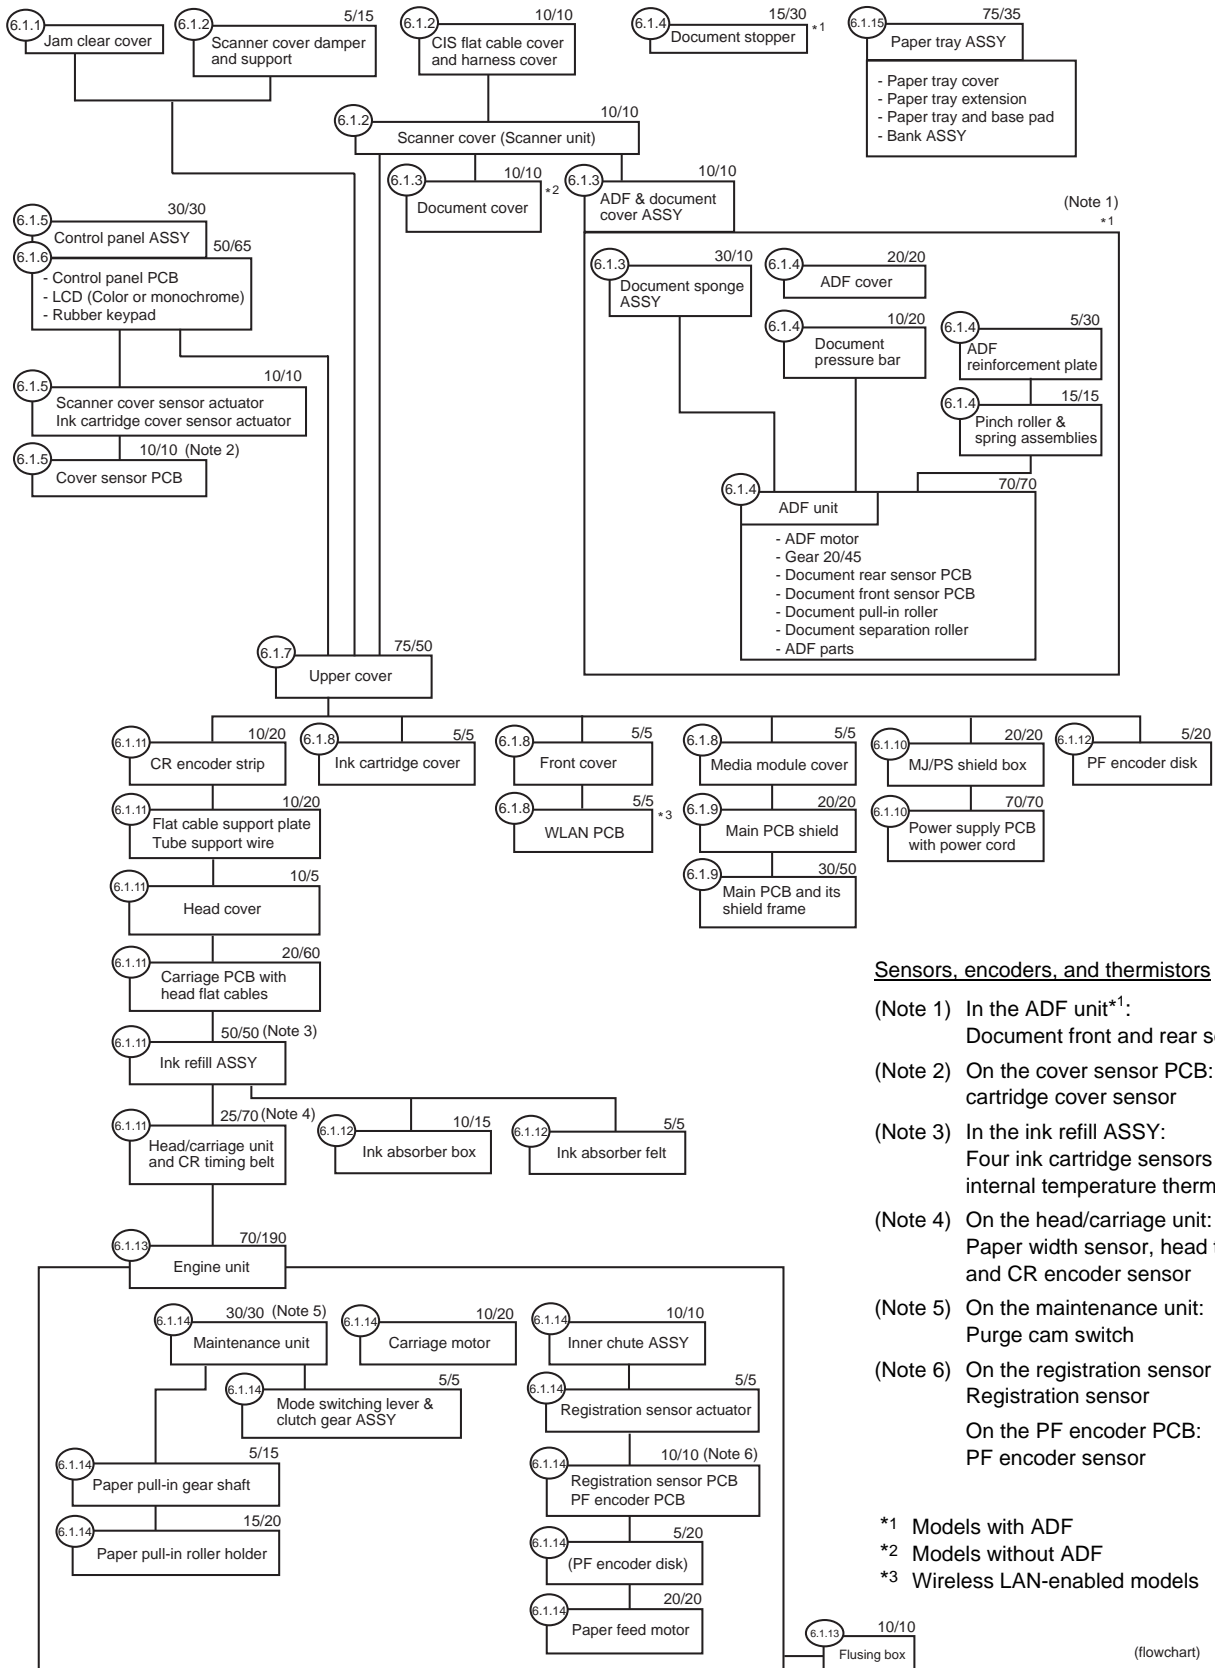 6.1.1
Jam clear cover
6.1.2
5/15
Scanner cover damper
and support
6.1.2
10/10
CIS flat cable cover
and harness cover
6.1.4
15/30
Document stopper
*1
6.1.15
75/35
Paper tray ASSY
- Paper tray cover
- Paper tray extension
- Paper tray and base pad
- Bank ASSY
6.1.2
10/10
Scanner cover (Scanner unit)
6.1.3
10/10
Document cover
*2
6.1.3
10/10
ADF & document
cover ASSY
(Note 1)
*1
6.1.5
30/30
Control panel ASSY
6.1.6
50/65
- Control panel PCB
- LCD (Color or monochrome)
- Rubber keypad
6.1.5
10/10
Scanner cover sensor actuator
Ink cartridge cover sensor actuator
6.1.5
10/10 (Note 2)
Cover sensor PCB
6.1.3
30/10
Document sponge
ASSY
6.1.4
20/20
ADF cover
6.1.4
10/20
Document
pressure bar
6.1.4
5/30
ADF
reinforcement plate
6.1.4
15/15
Pinch roller &
spring assemblies
6.1.4
70/70
ADF unit
- ADF motor
- Gear 20/45
- Document rear sensor PCB
- Document front sensor PCB
- Document pull-in roller
- Document separation roller
- ADF parts
6.1.7
75/50
Upper cover
6.1.11
10/20
CR encoder strip
6.1.8
5/5
Ink cartridge cover
6.1.8
5/5
Front cover
6.1.8
5/5
Media module cover
6.1.10
20/20
MJ/PS shield box
6.1.12
5/20
PF encoder disk
6.1.11
10/20
Flat cable support plate
Tube support wire
6.1.8
5/5
WLAN PCB
*3
6.1.9
20/20
Main PCB shield
6.1.10
70/70
Power supply PCB
with power cord
6.1.11
10/5
Head cover
6.1.9
30/50
Main PCB and its
shield frame
6.1.11
20/60
Carriage PCB with
head flat cables
6.1.11
50/50 (Note 3)
Ink refill ASSY
6.1.11
25/70 (Note 4)
Head/carriage unit
and CR timing belt
6.1.12
10/15
Ink absorber box
6.1.12
5/5
Ink absorber felt
6.1.13
70/190
Engine unit
6.1.14
30/30 (Note 5)
Maintenance unit
6.1.14
10/20
Carriage motor
6.1.14
10/10
Inner chute ASSY
6.1.14
5/5
Mode switching lever &
clutch gear ASSY
6.1.14
5/5
Registration sensor actuator
6.1.14
5/15
Paper pull-in gear shaft
6.1.14
10/10 (Note 6)
Registration sensor PCB
PF encoder PCB
6.1.14
15/20
Paper pull-in roller holder
6.1.14
5/20
(PF encoder disk)
6.1.14
20/20
Paper feed motor
6.1.13
10/10
Flusing box
Sensors, encoders, and thermistors
(Note 1) In the ADF unit*1:
Document front and rear s
(Note 2) On the cover sensor PCB:
cartridge cover sensor
(Note 3) In the ink refill ASSY:
Four ink cartridge sensors
internal temperature therm
(Note 4) On the head/carriage unit:
Paper width sensor, head t
and CR encoder sensor
(Note 5) On the maintenance unit:
Purge cam switch
(Note 6) On the registration sensor
Registration sensor
On the PF encoder PCB:
PF encoder sensor
*1 Models with ADF
*2 Models without ADF
*3 Wireless LAN-enabled models
(flowchart)